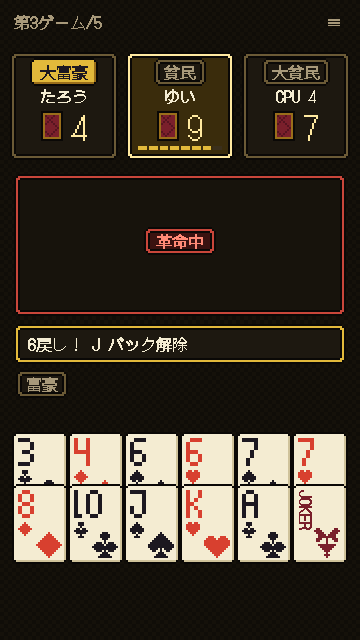 第3ゲーム/5
大富豪 貧民 大貧民
たろう ゆい CPU 4
4 9 7
革命中
6戻し！ J バック解除
富豪
3 4 6 6 7 7
8 10 J K A JOKER